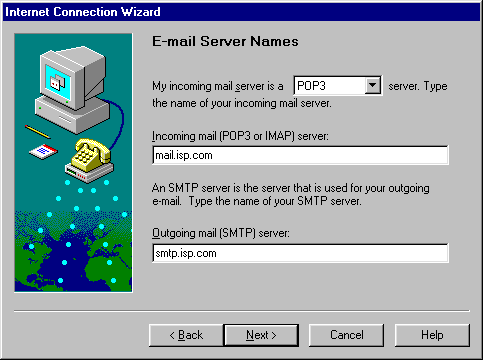 Internet Connection Wizard
E-mail Server Names
My incoming mail server is a POP3 server. Type
the name of your incoming mail server.
Incoming mail (POP3 or IMAP) server:
mail.isp.com
An SMTP server is the server that is used for your outgoing
e-mail. Type the name of your SMTP server.
Outgoing mail (SMTP) server:
smtp.isp.com
< Back Next > Cancel Help